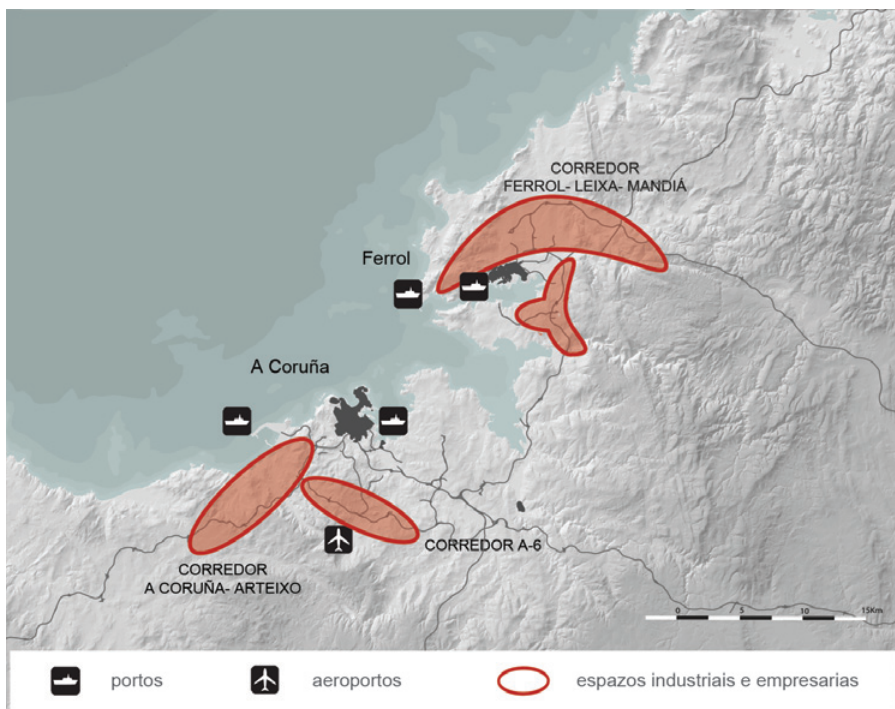 CORREDOR
FERROL- LEIXA- MANDIÁ
Ferrol
A Coruña
CORREDOR A-6
CORREDOR
A CORUÑA- ARTEIXO
0 5 10 15Km
portos
aeroportos
espazos industriais e empresarias